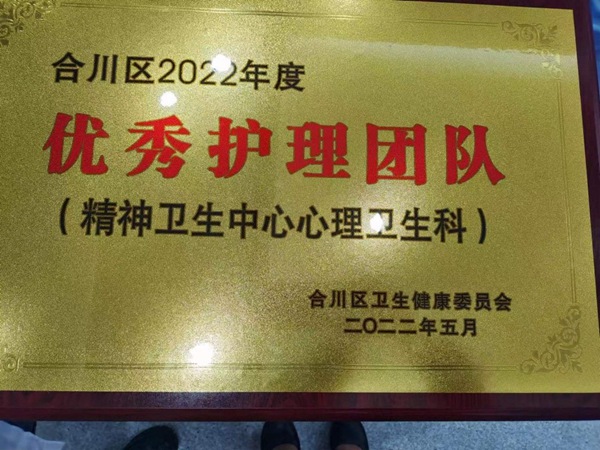 合川区2022年度
优秀护理团队
（精神卫生中心心理卫生科）
合川区卫生健康委员会
二〇二二年五月